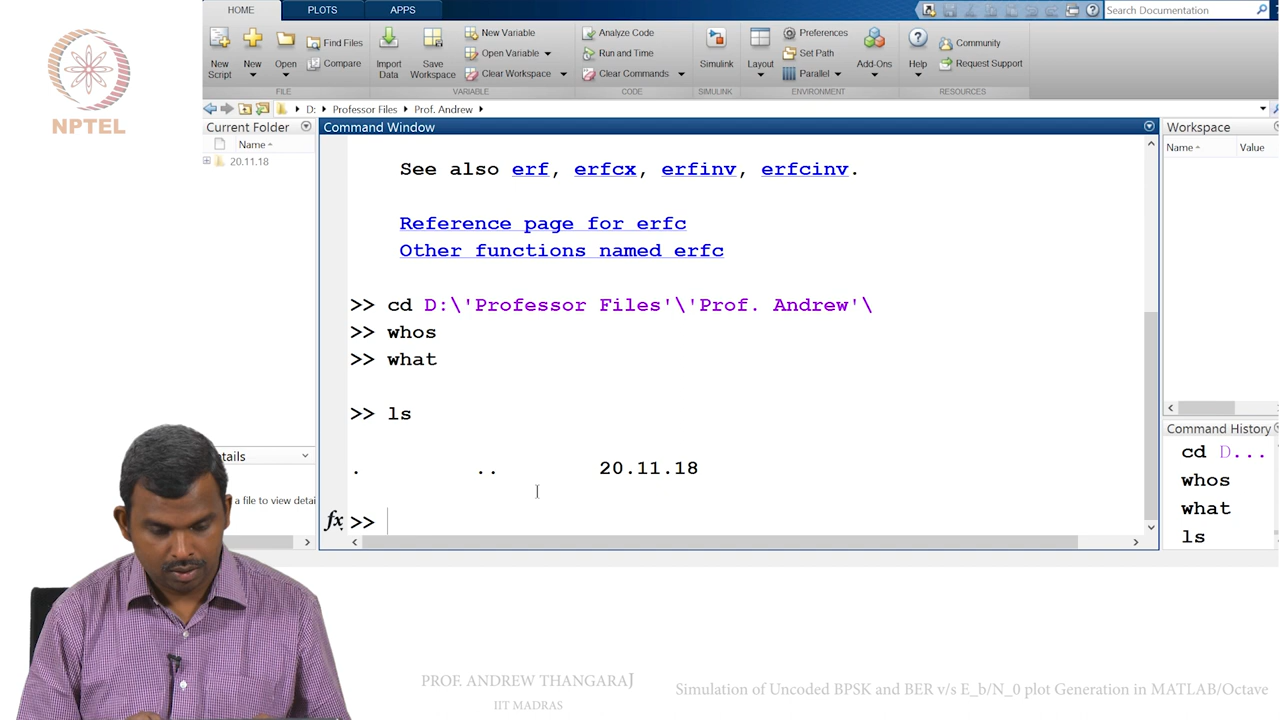 HOME PLOTS APPS
Search Documentation
New Script
New
Open
Find Files
Compare
Import Data
Save Workspace
New Variable
Open Variable
Clear Workspace
Analyze Code
Run and Time
Clear Commands
Simulink
Layout
Preferences
Set Path
Parallel
Add-Ons
Help
Community
Request Support
FILE VARIABLE CODE SIMULINK ENVIRONMENT RESOURCES
NPTEL
D: Professor Files Prof. Andrew
Current Folder
Name
20.11.18
Command Window
See also erf, erfcx, erfinv, erfcinv.
Reference page for erfc
Other functions named erfc
>> cd D:\'Professor Files'\'Prof. Andrew'\
>> whos
>> what
>> ls
. .. 20.11.18
fx >>
Workspace
Name Value
Command History
cd D...
whos
what
ls
etails
a file to view detai
PROF. ANDREW THANGARAJ
IIT MADRAS
Simulation of Uncoded BPSK and BER v/s E_b/N_0 plot Generation in MATLAB/Octave